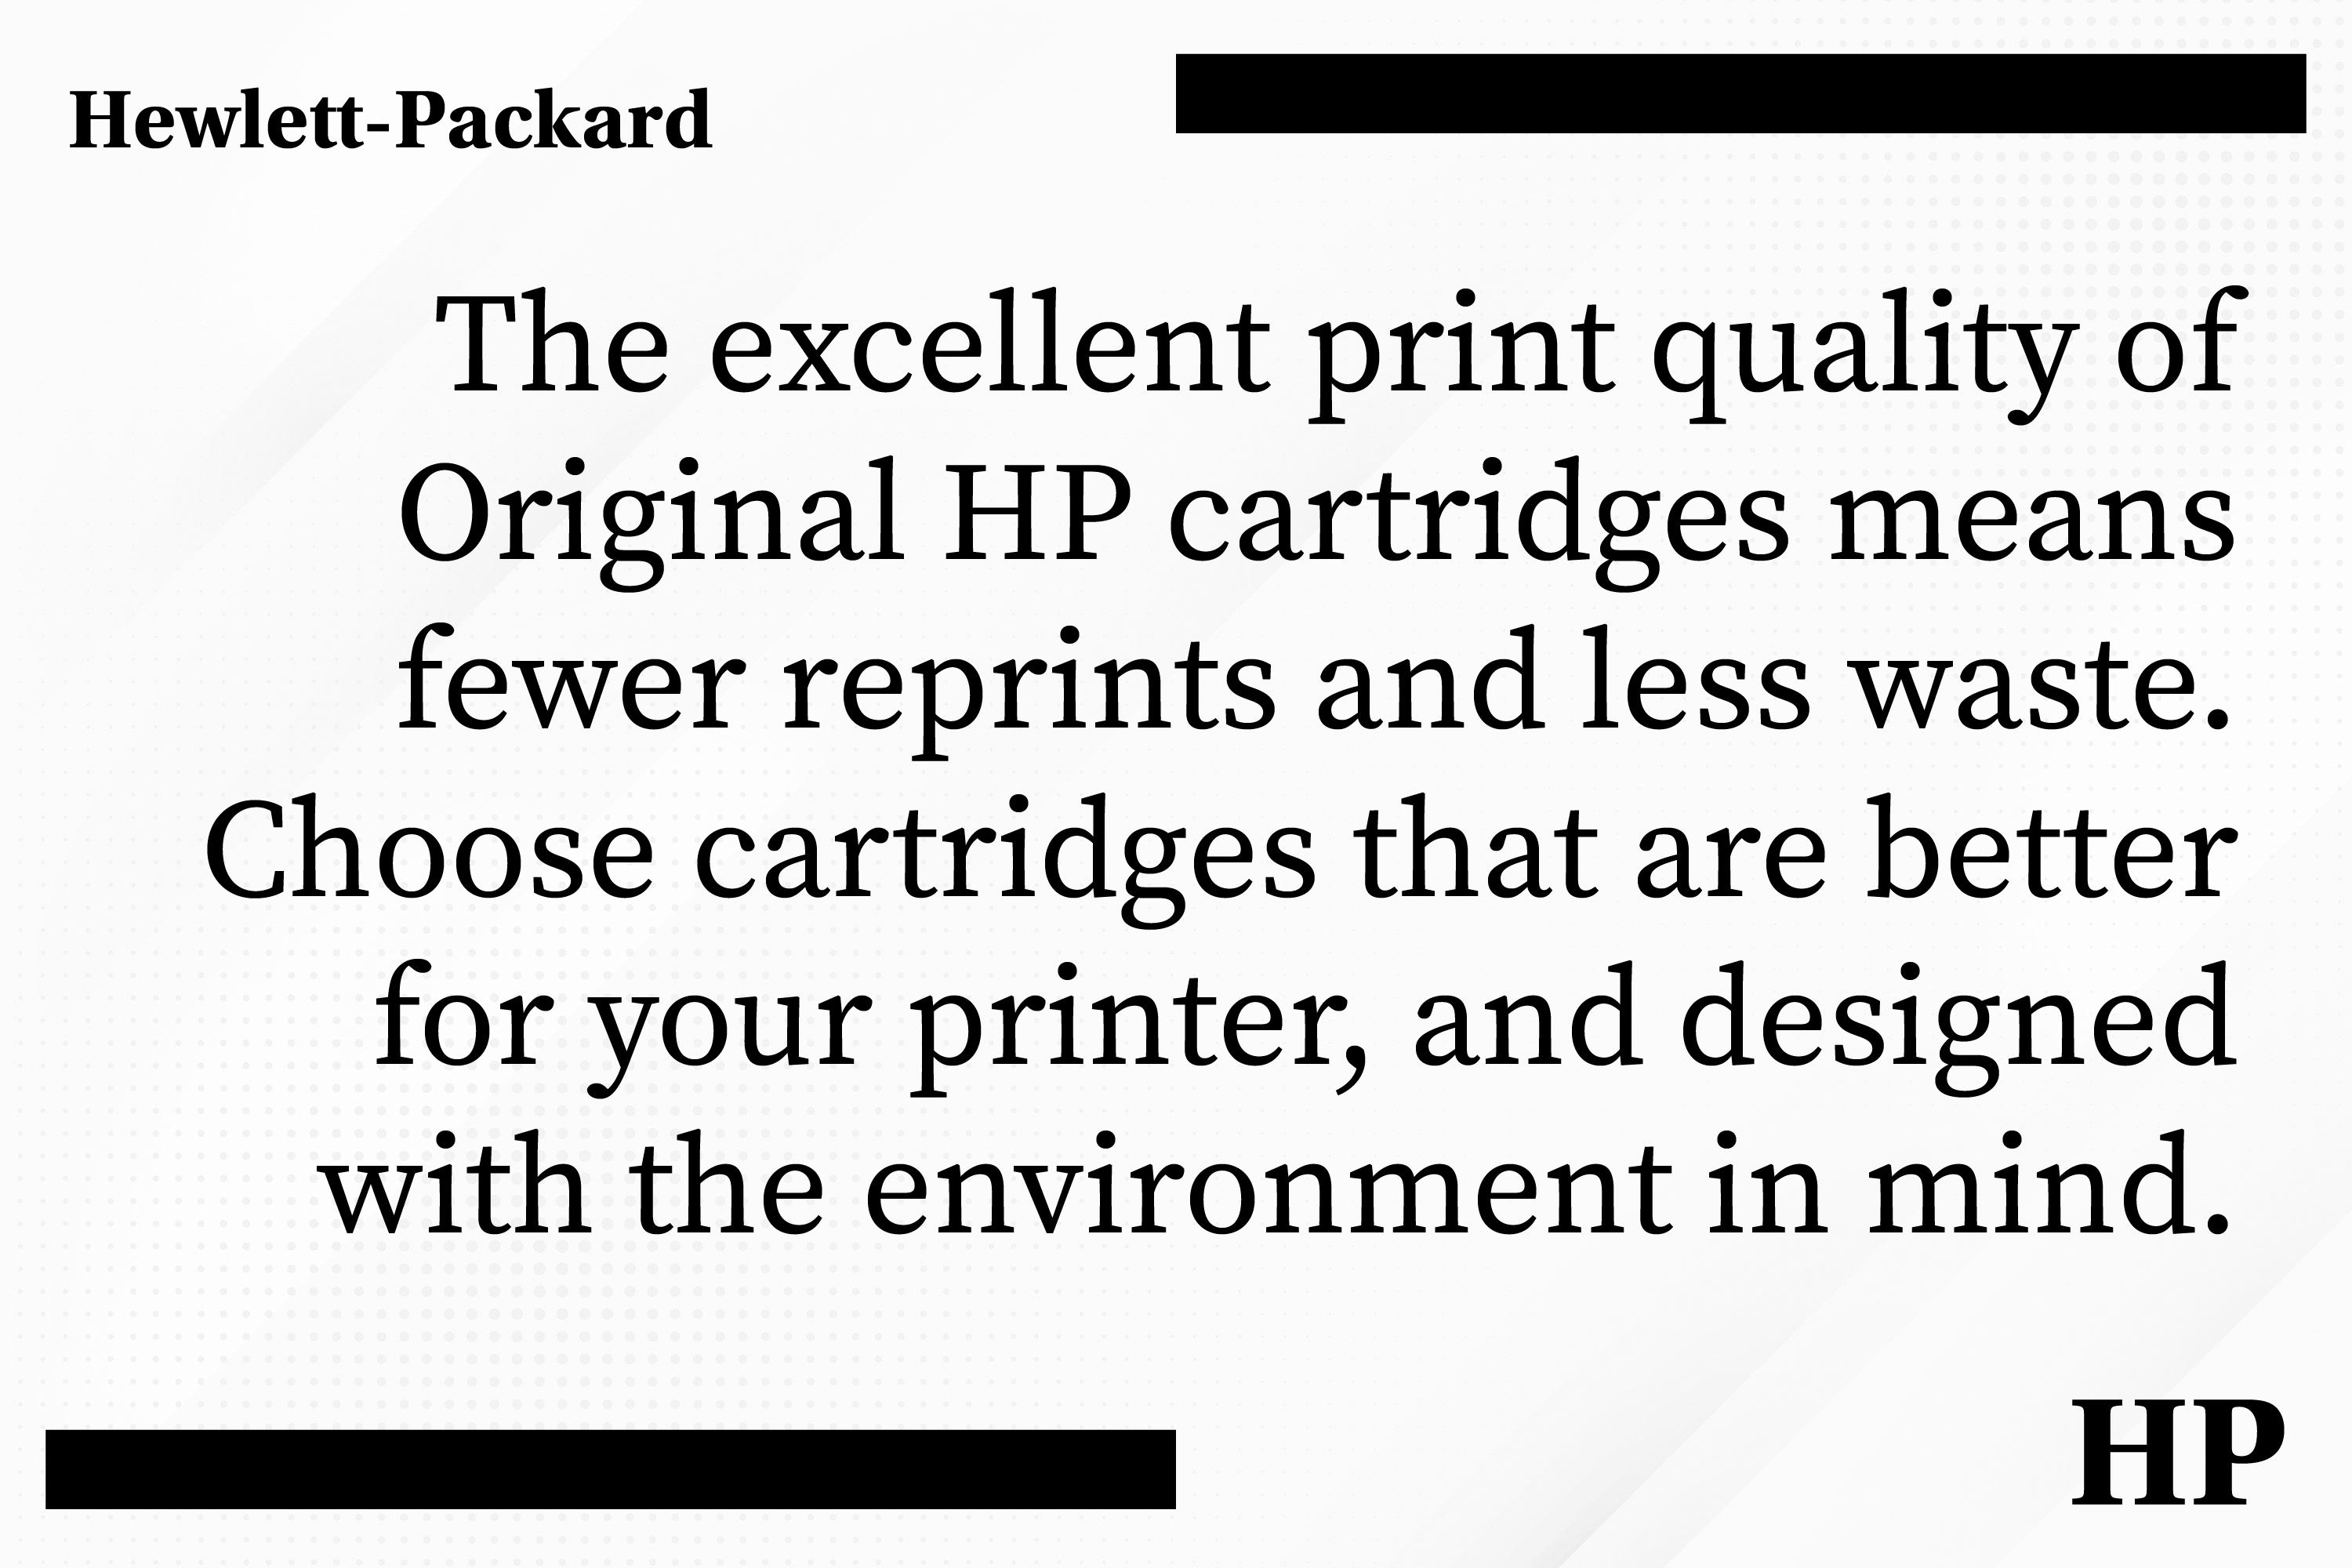 Hewlett-Packard
The excellent print quality of
Original HP cartridges means
fewer reprints and less waste.
Choose cartridges that are better
for your printer, and designed
with the environment in mind.
HP